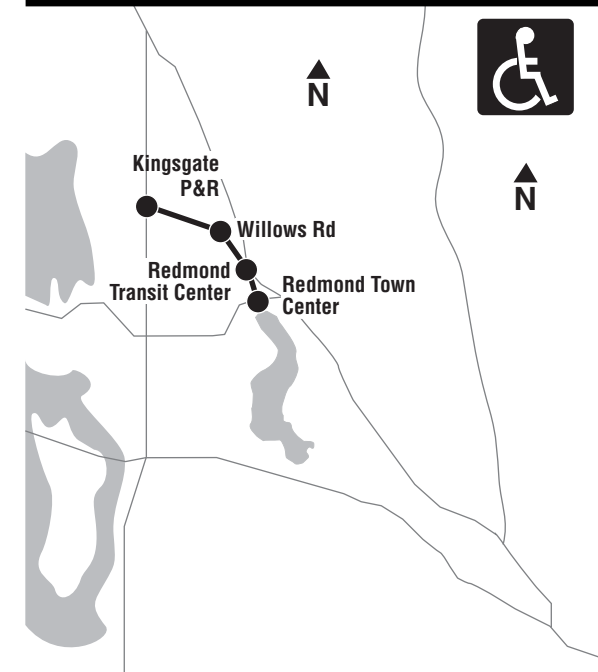 N
N
Kingsgate
P&R
Willows Rd
Redmond
Transit Center
Redmond Town
Center